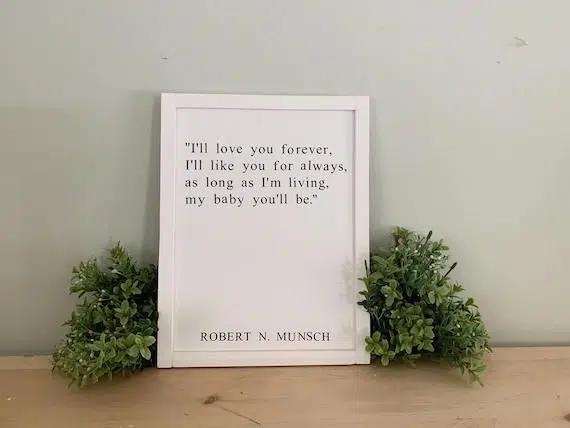 "I'll love you forever,
I'll like you for always,
as long as I'm living,
my baby you'll be."
ROBERT N. MUNSCH